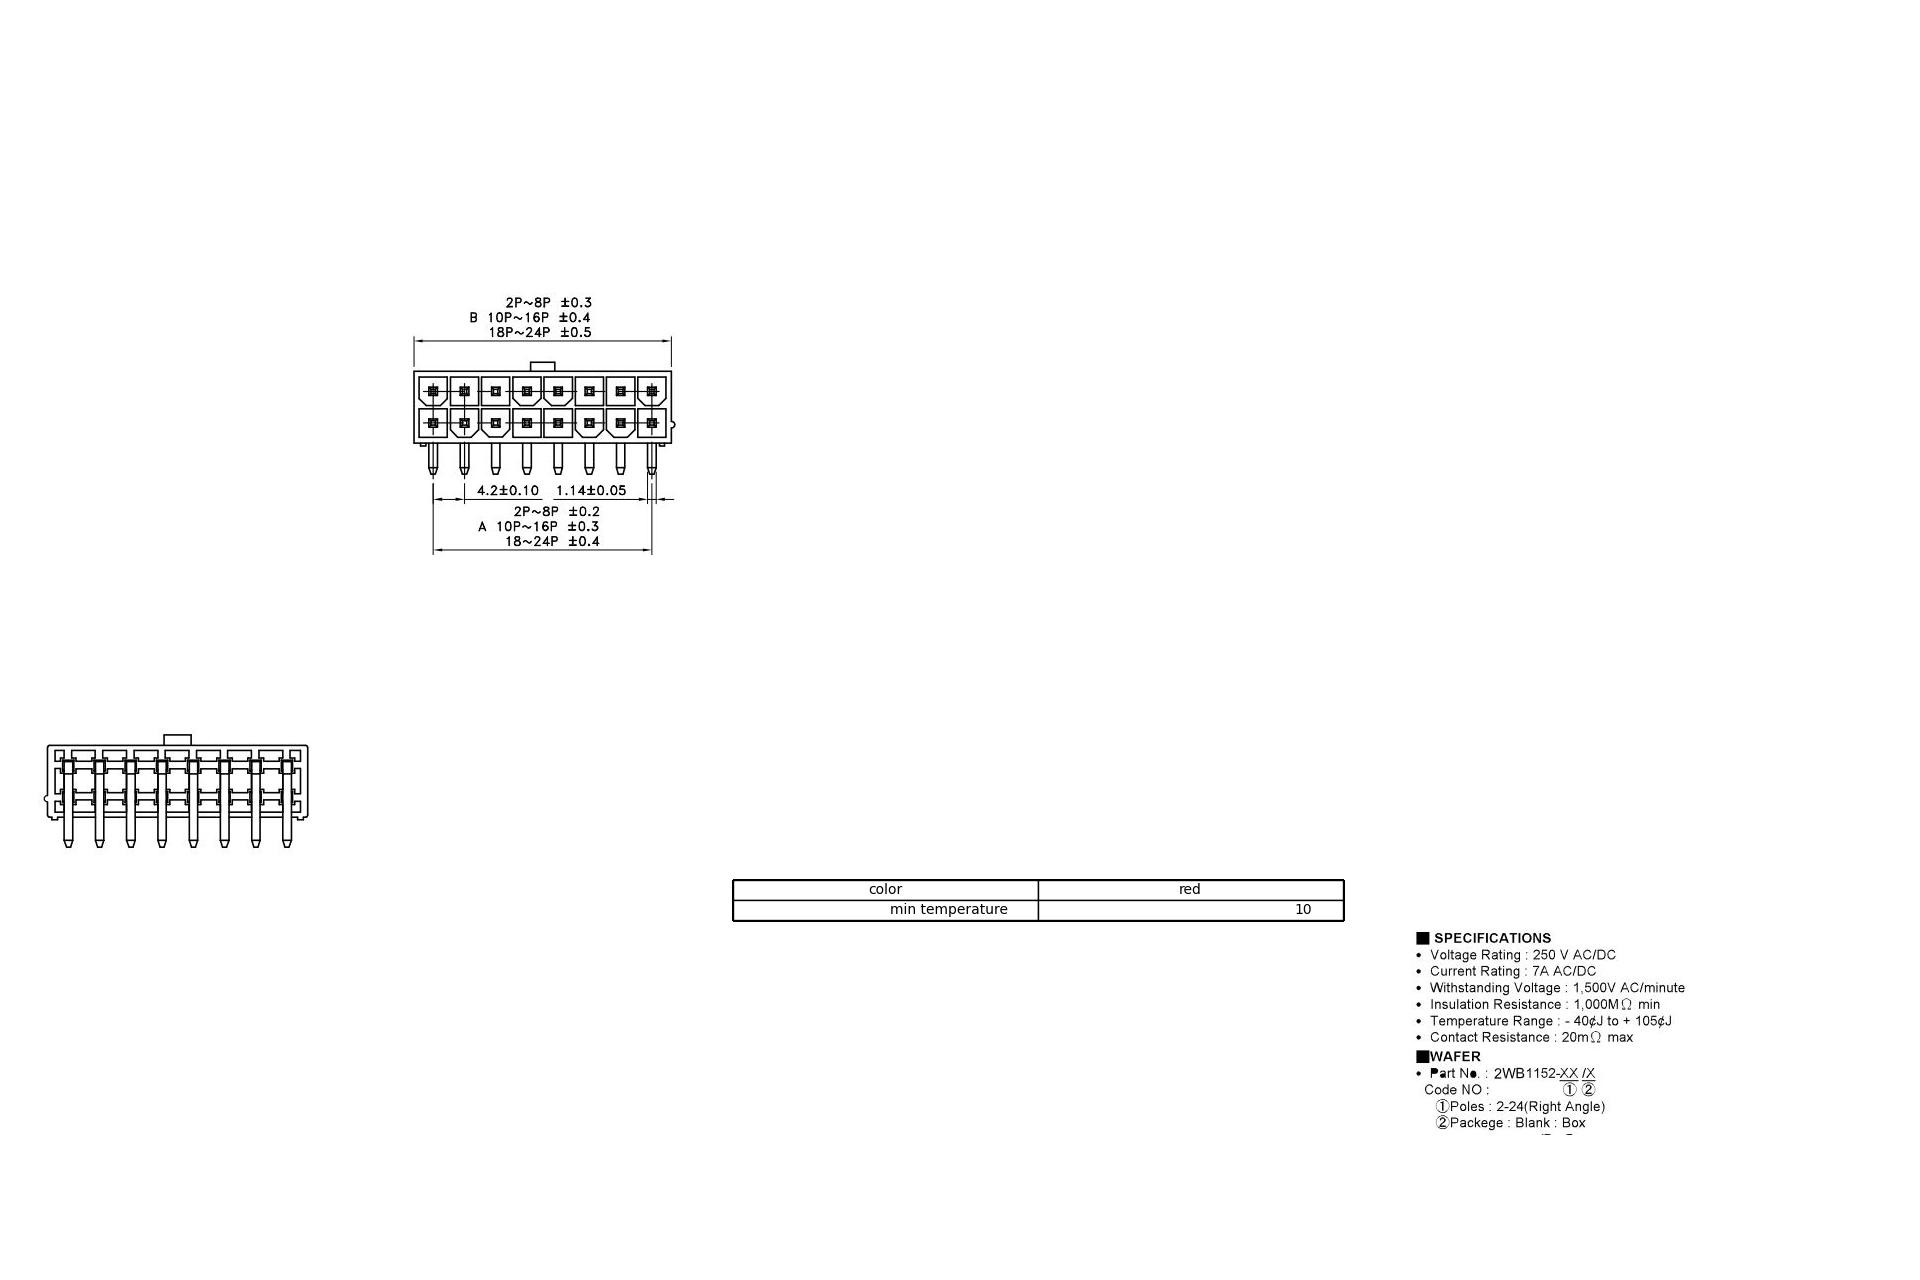 2P~8P ±0.3
B 10P~16P ±0.4
18P~24P ±0.5
4.2±0.10 1.14±0.05
2P~8P ±0.2
A 10P~16P ±0.3
18~24P ±0.4
color red
min temperature 10
■ SPECIFICATIONS
• Voltage Rating : 250 V AC/DC
• Current Rating : 7A AC/DC
• Withstanding Voltage : 1,500V AC/minute
• Insulation Resistance : 1,000MΩ min
• Temperature Range : - 40¢J to + 105¢J
• Contact Resistance : 20mΩ max
■WAFER
• Part No. : 2WB1152-XX /X
Code NO : ① ②
①Poles : 2-24(Right Angle)
②Packege : Blank : Box